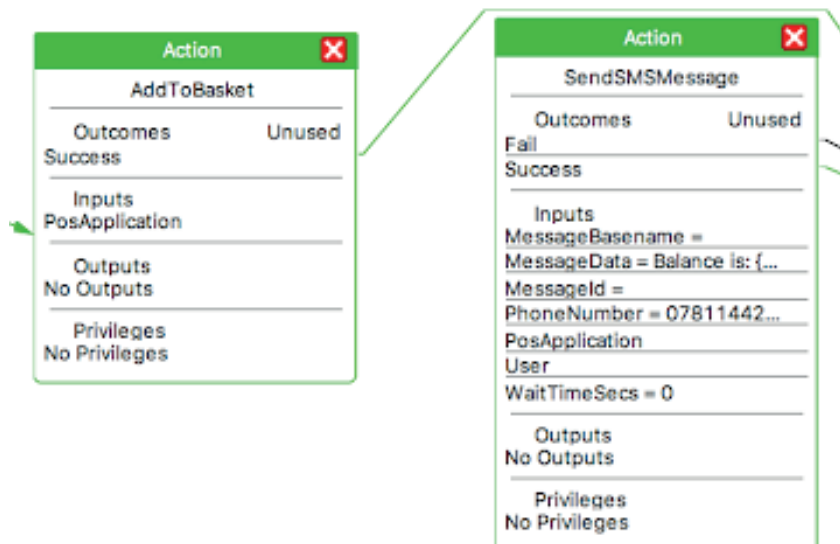 Action
AddToBasket
Outcomes Unused
Success
Inputs
PosApplication
Outputs
No Outputs
Privileges
No Privileges
Action
SendSMSMessage
Outcomes Unused
Fail
Success
Inputs
MessageBasename =
MessageData = Balance is: {...
MessageId =
PhoneNumber = 07811442...
PosApplication
User
WaitTimeSecs = 0
Outputs
No Outputs
Privileges
No Privileges